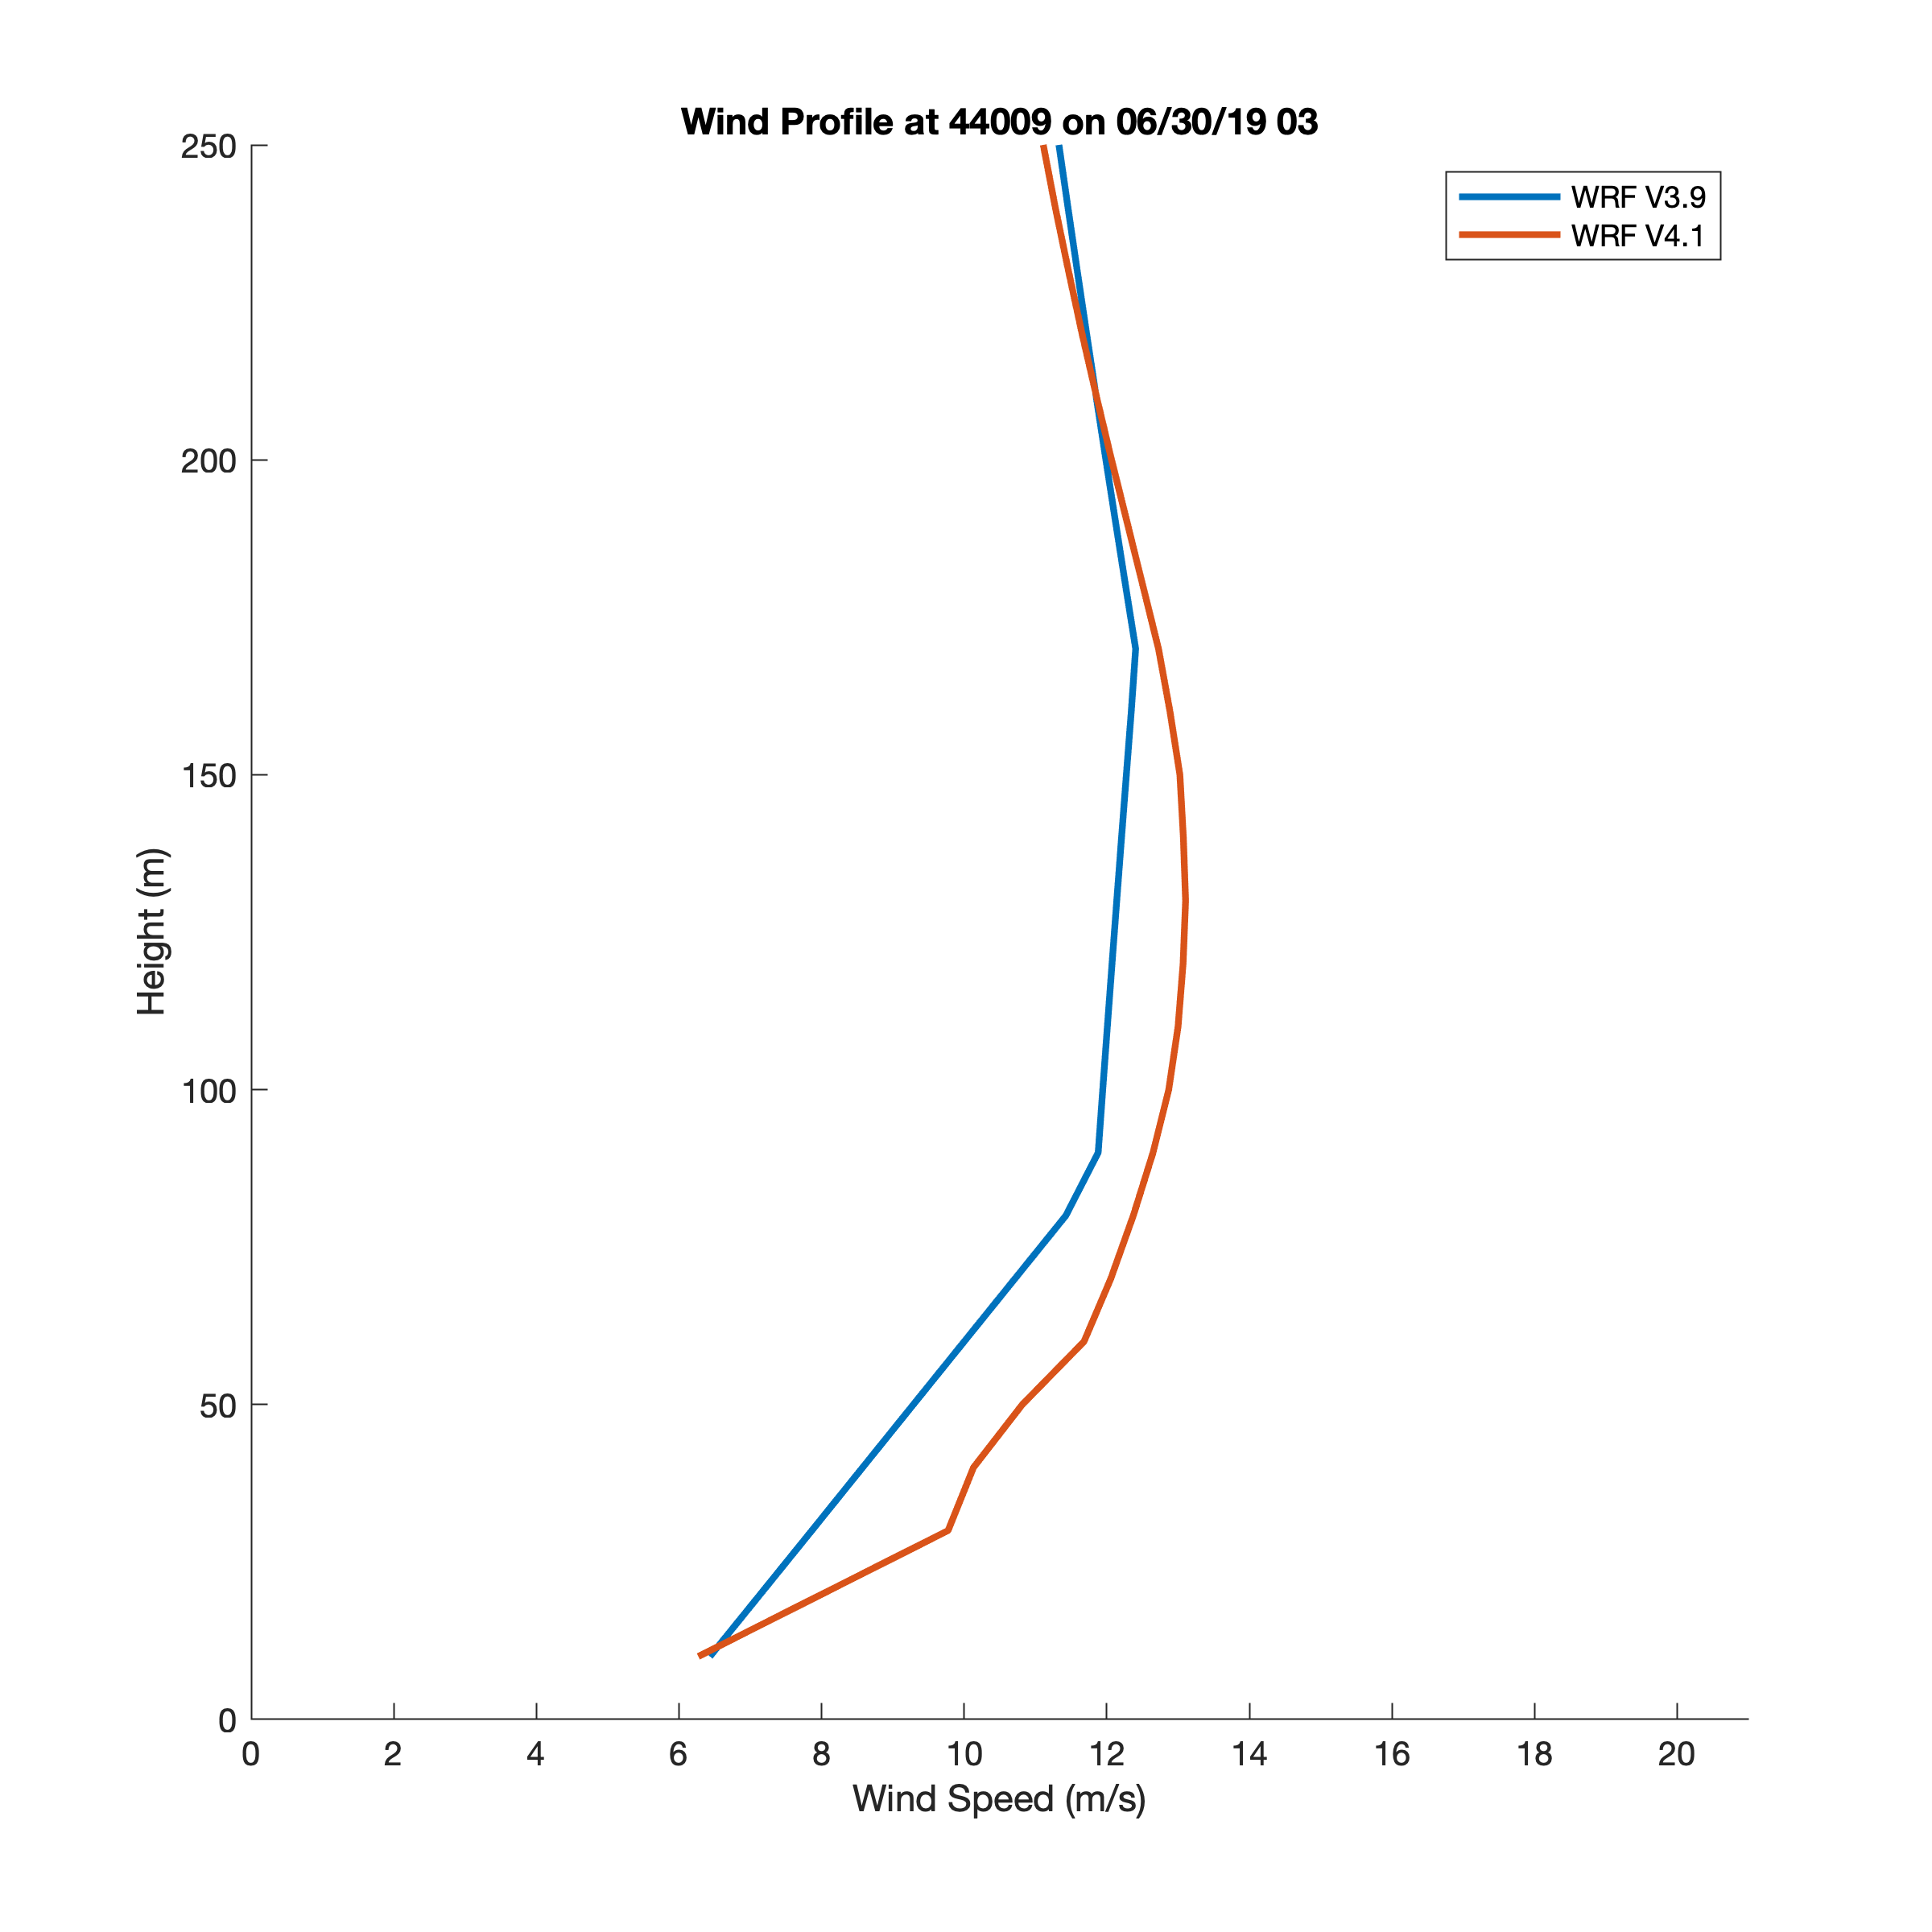 Wind Profile at 44009 on 06/30/19 03
250
200
150
100
50
0
Height (m)
WRF V3.9
WRF V4.1
0 2 4 6 8 10 12 14 16 18 20
Wind Speed (m/s)